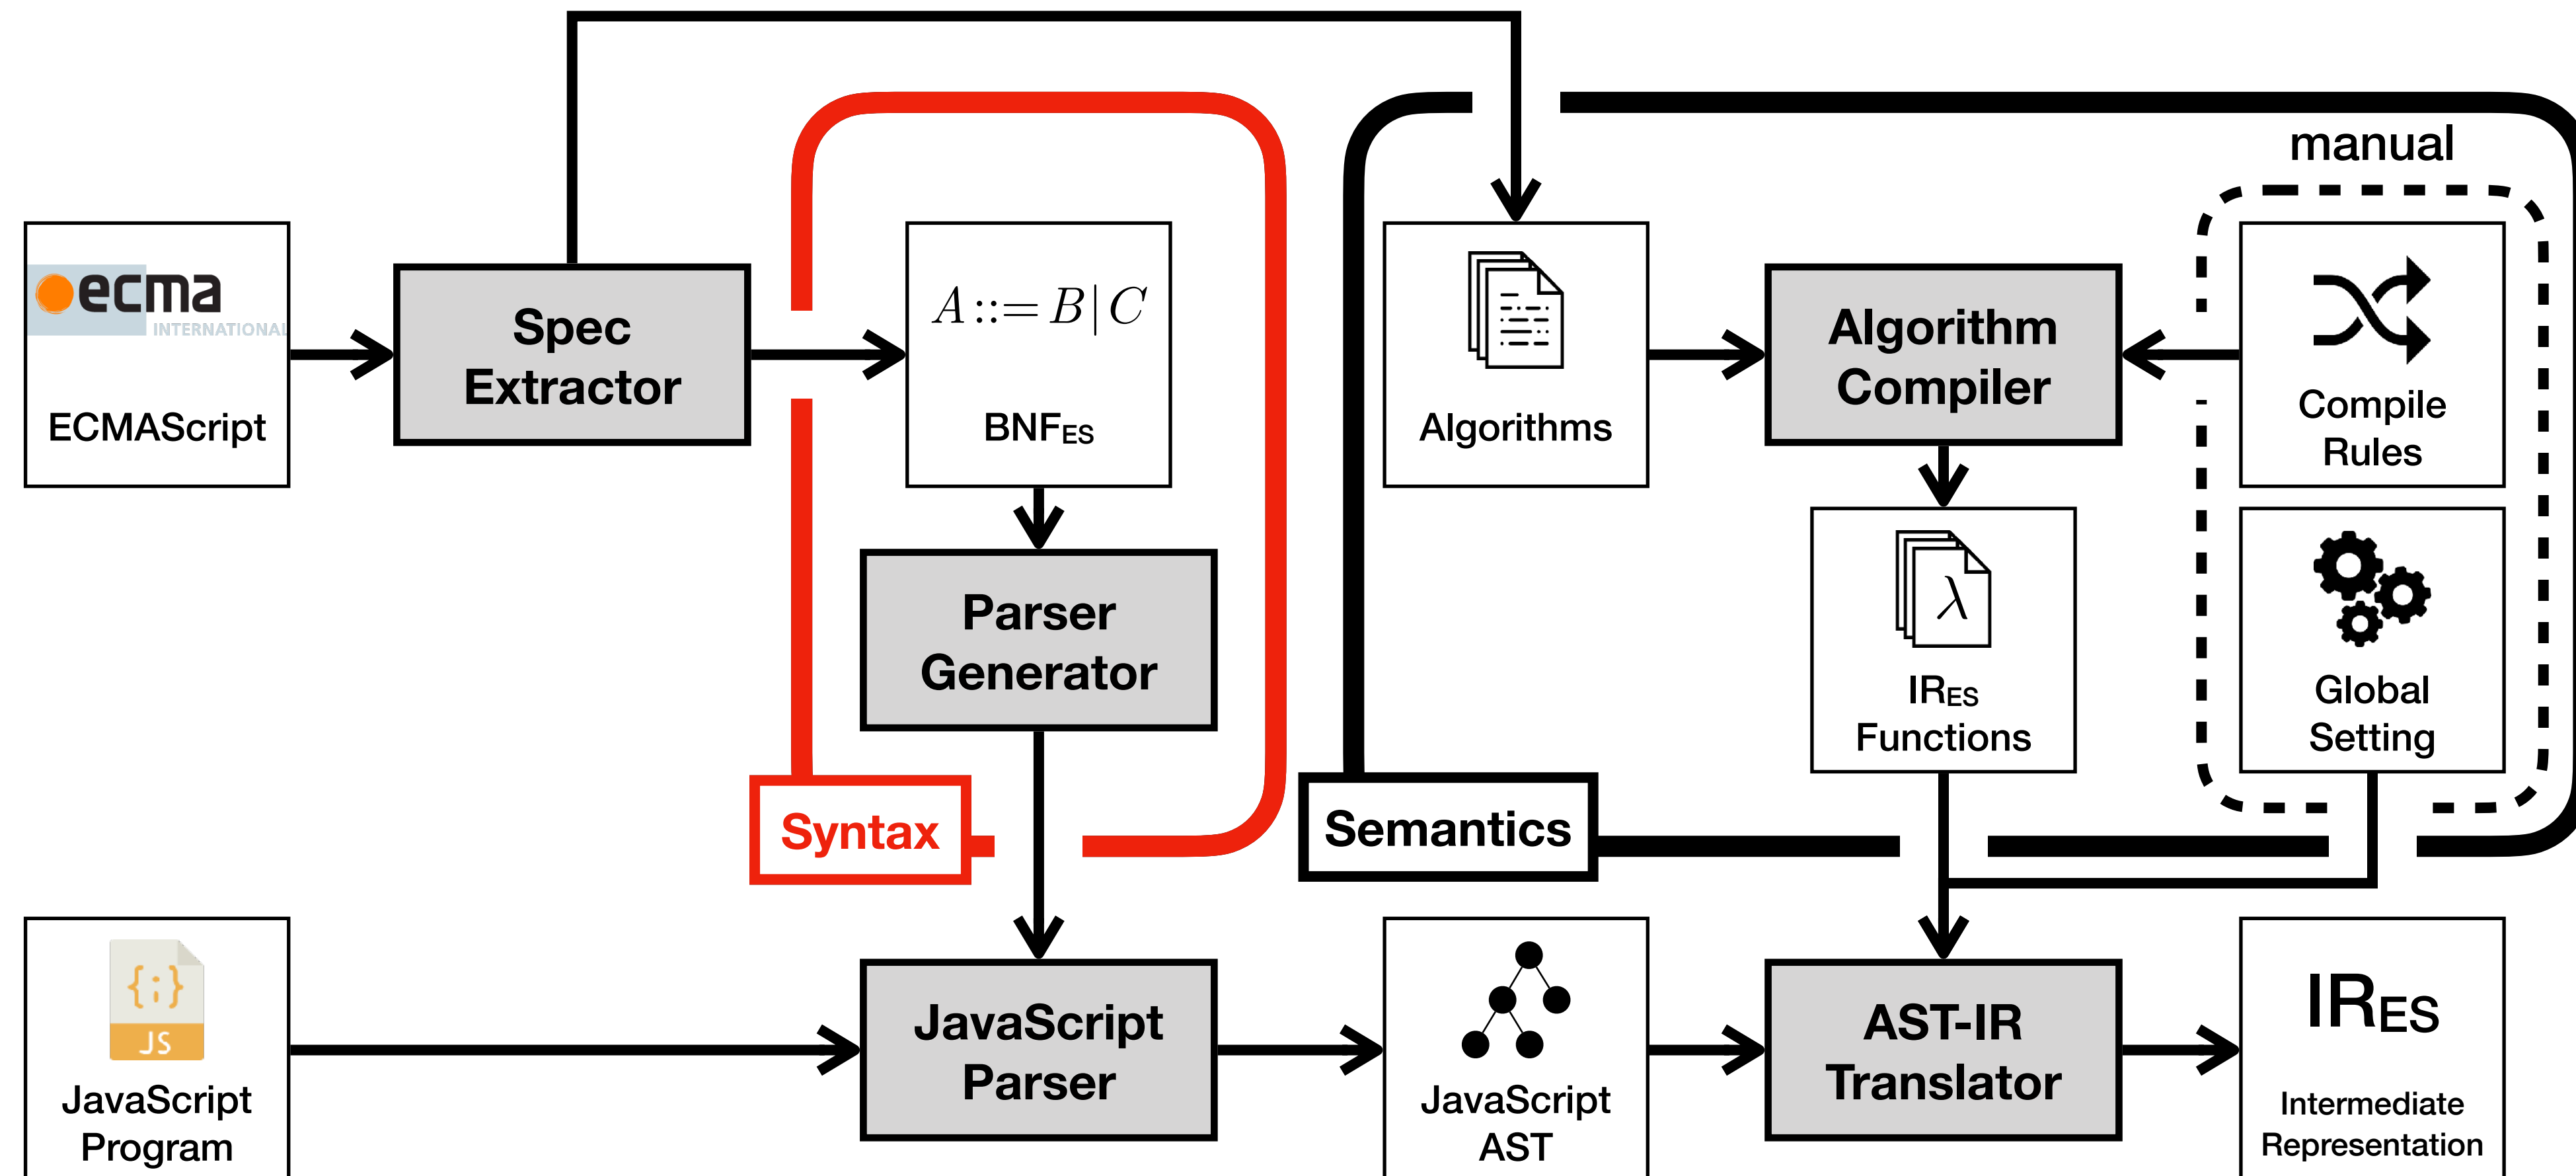 manual
ecma
INTERNATIONAL
ECMAScript
Spec
Extractor
A ::= B | C
BNFES
Algorithms
Algorithm
Compiler
Compile
Rules
Parser
Generator
λ
IRES
Functions
Global
Setting
Syntax
Semantics
{;}
JS
JavaScript
Program
JavaScript
Parser
JavaScript
AST
AST-IR
Translator
IRES
Intermediate
Representation